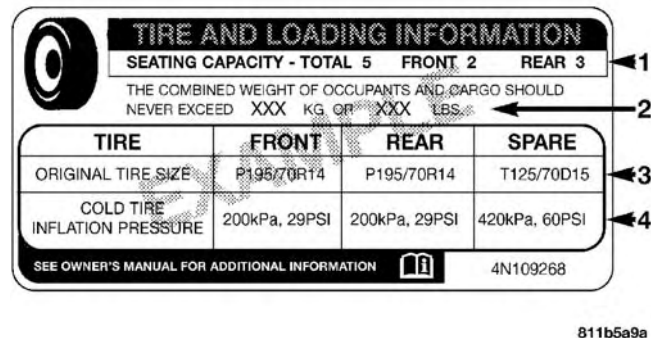 TIRE AND LOADING INFORMATION
SEATING CAPACITY - TOTAL 5 FRONT 2 REAR 3
1
THE COMBINED WEIGHT OF OCCUPANTS AND CARGO SHOULD
NEVER EXCEED XXX KG OR XXX LBS.
2
TIRE FRONT REAR SPARE
ORIGINAL TIRE SIZE P195/70R14 P195/70R14 T125/70D15
3
COLD TIRE
INFLATION PRESSURE 200kPa, 29PSI 200kPa, 29PSI 420kPa, 60PSI
4
SEE OWNER'S MANUAL FOR ADDITIONAL INFORMATION 4N109268
EXAMPLE
811b5a9a